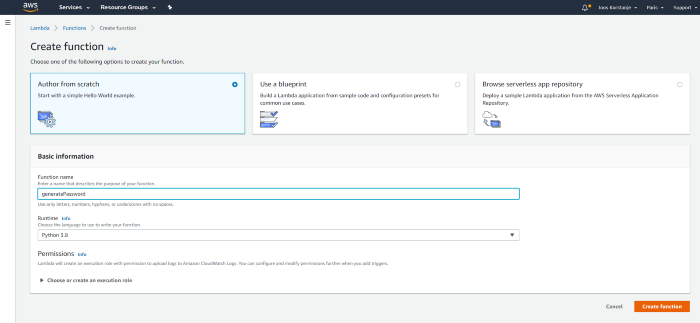 aws Services Resource Groups Joos Korstanje Paris Support
Lambda > Functions > Create function
Create function Info
Choose one of the following options to create your function.
Author from scratch
Start with a simple Hello World example.
Use a blueprint
Build a Lambda application from sample code and configuration presets for
common use cases.
Browse serverless app repository
Deploy a sample Lambda application from the AWS Serverless Application
Repository.
Basic information
Function name
Enter a name that describes the purpose of your function.
generatePassword
Use only letters, numbers, hyphens, or underscores with no spaces.
Runtime Info
Choose the language to use to write your function.
Python 3.8
Permissions Info
Lambda will create an execution role with permission to upload logs to Amazon CloudWatch Logs. You can configure and modify permissions further when you add triggers.
Choose or create an execution role
Cancel Create function